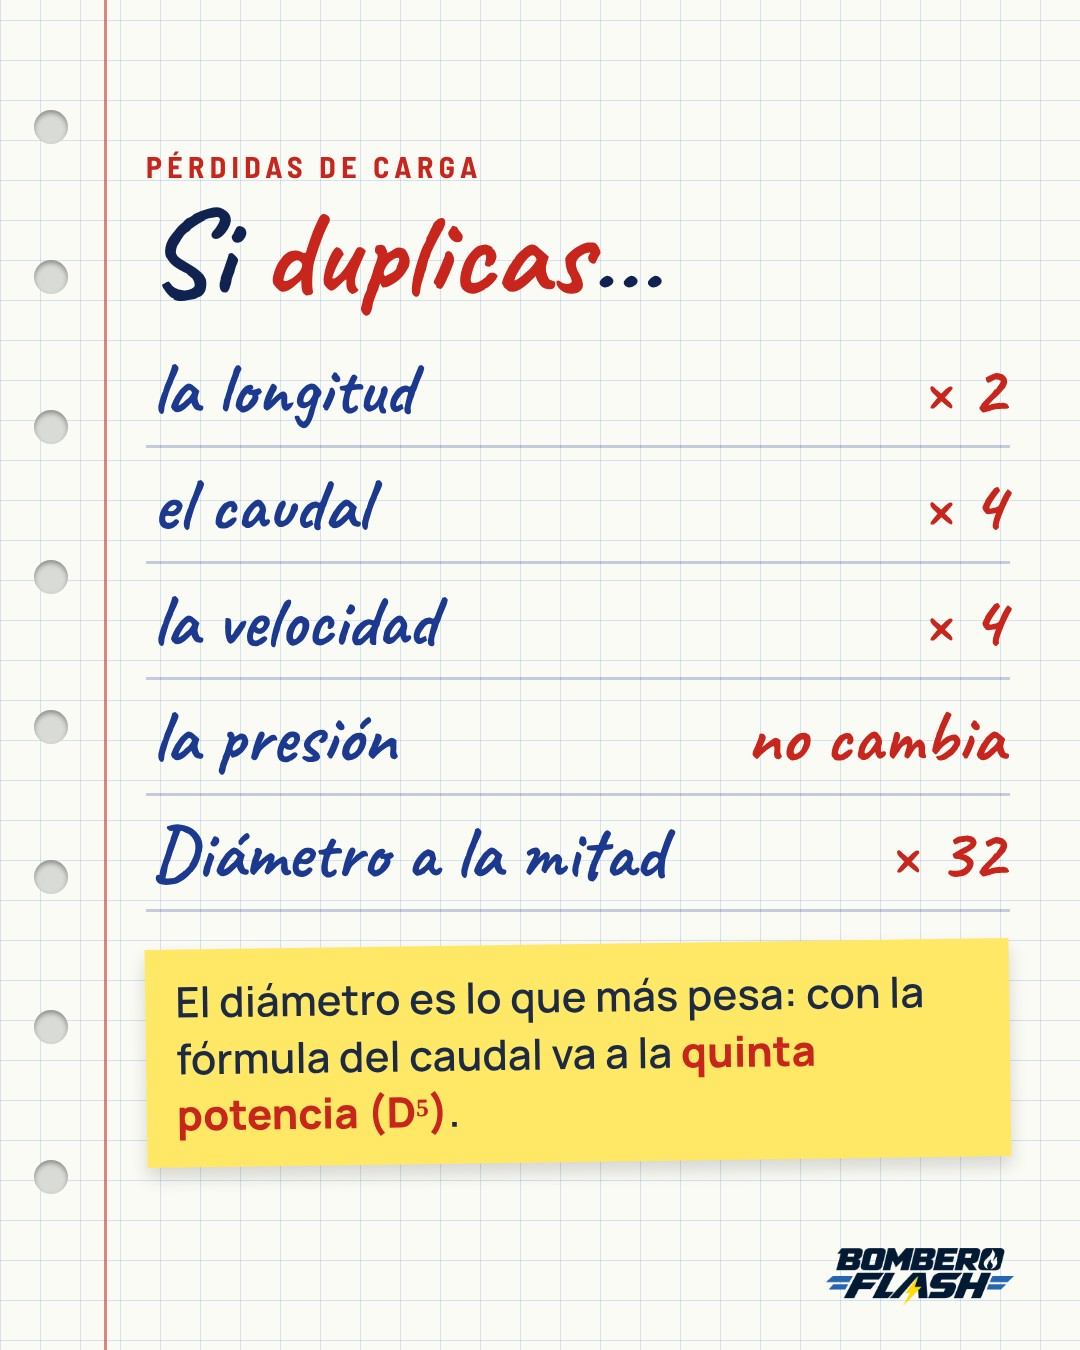 PÉRDIDAS DE CARGA
Si duplicas...
la longitud × 2
el caudal × 4
la velocidad × 4
la presión no cambia
Diámetro a la mitad × 32
El diámetro es lo que más pesa: con la
fórmula del caudal va a la quinta
potencia (D⁵).
BOMBERO
FLASH